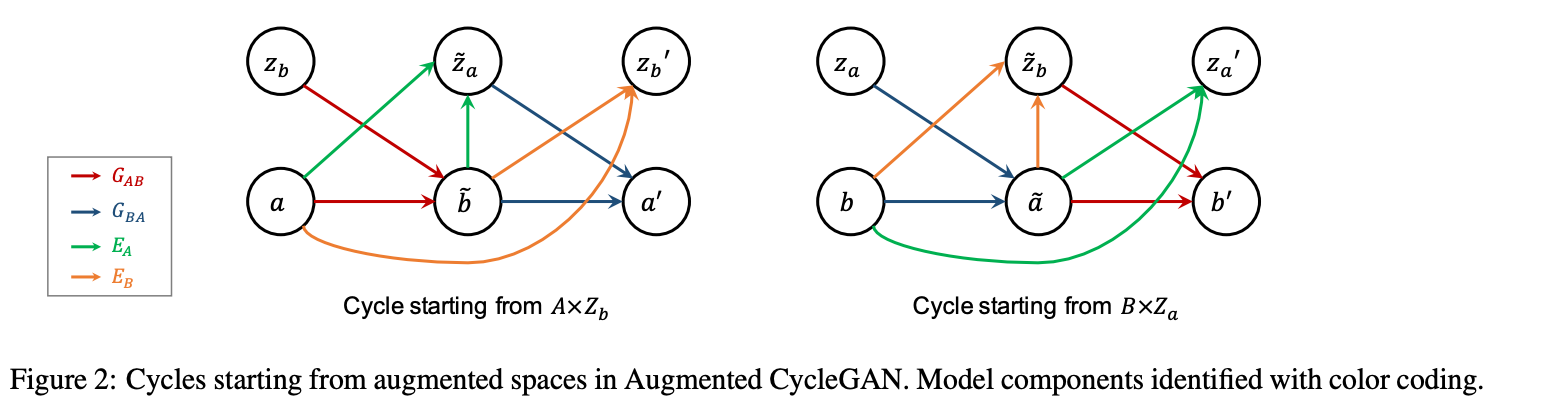 z_b z̃_a z_b′ z_a z̃_b z_a′
G_AB
G_BA
E_A
E_B
a b̃ a′ b ã b′
Cycle starting from A×Z_b Cycle starting from B×Z_a
Figure 2: Cycles starting from augmented spaces in Augmented CycleGAN. Model components identified with color coding.